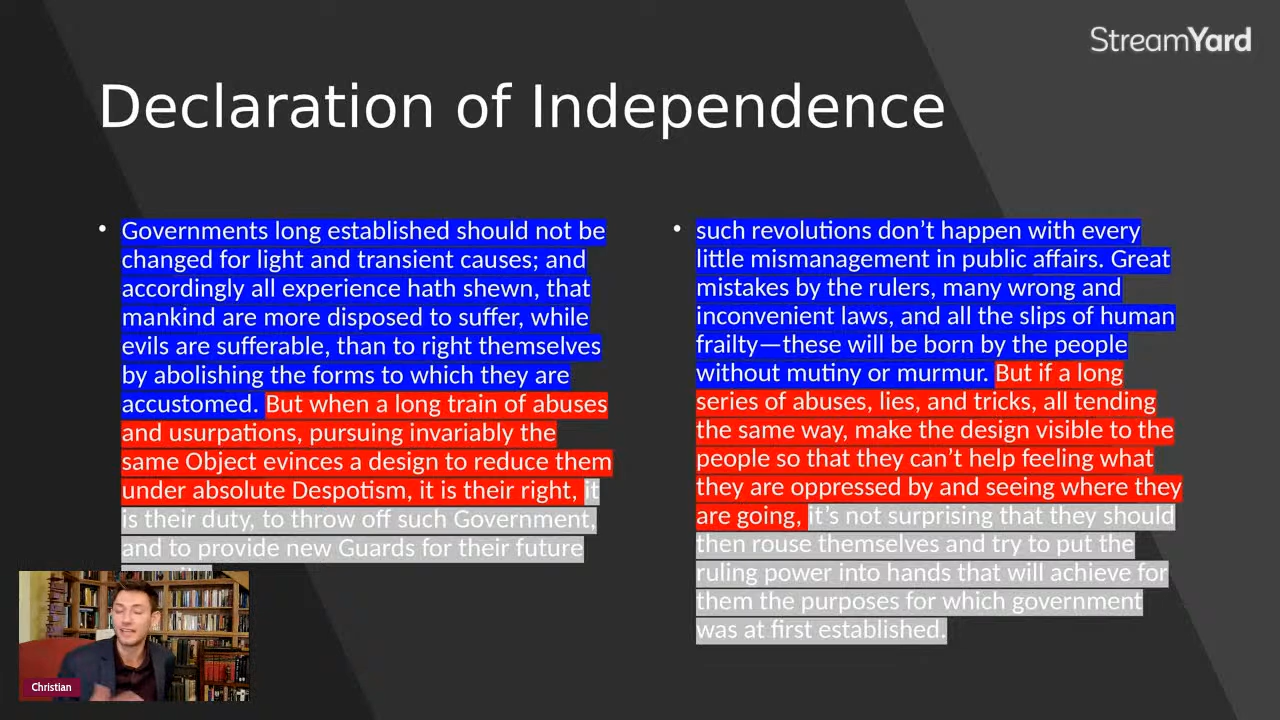 StreamYard
Declaration of Independence
• Governments long established should not be
changed for light and transient causes; and
accordingly all experience hath shewn, that
mankind are more disposed to suffer, while
evils are sufferable, than to right themselves
by abolishing the forms to which they are
accustomed. But when a long train of abuses
and usurpations, pursuing invariably the
same Object evinces a design to reduce them
under absolute Despotism, it is their right, it
is their duty, to throw off such Government,
and to provide new Guards for their future
• such revolutions don’t happen with every
little mismanagement in public affairs. Great
mistakes by the rulers, many wrong and
inconvenient laws, and all the slips of human
frailty—these will be born by the people
without mutiny or murmur. But if a long
series of abuses, lies, and tricks, all tending
the same way, make the design visible to the
people so that they can’t help feeling what
they are oppressed by and seeing where they
are going, it’s not surprising that they should
then rouse themselves and try to put the
ruling power into hands that will achieve for
them the purposes for which government
was at first established.
Christian